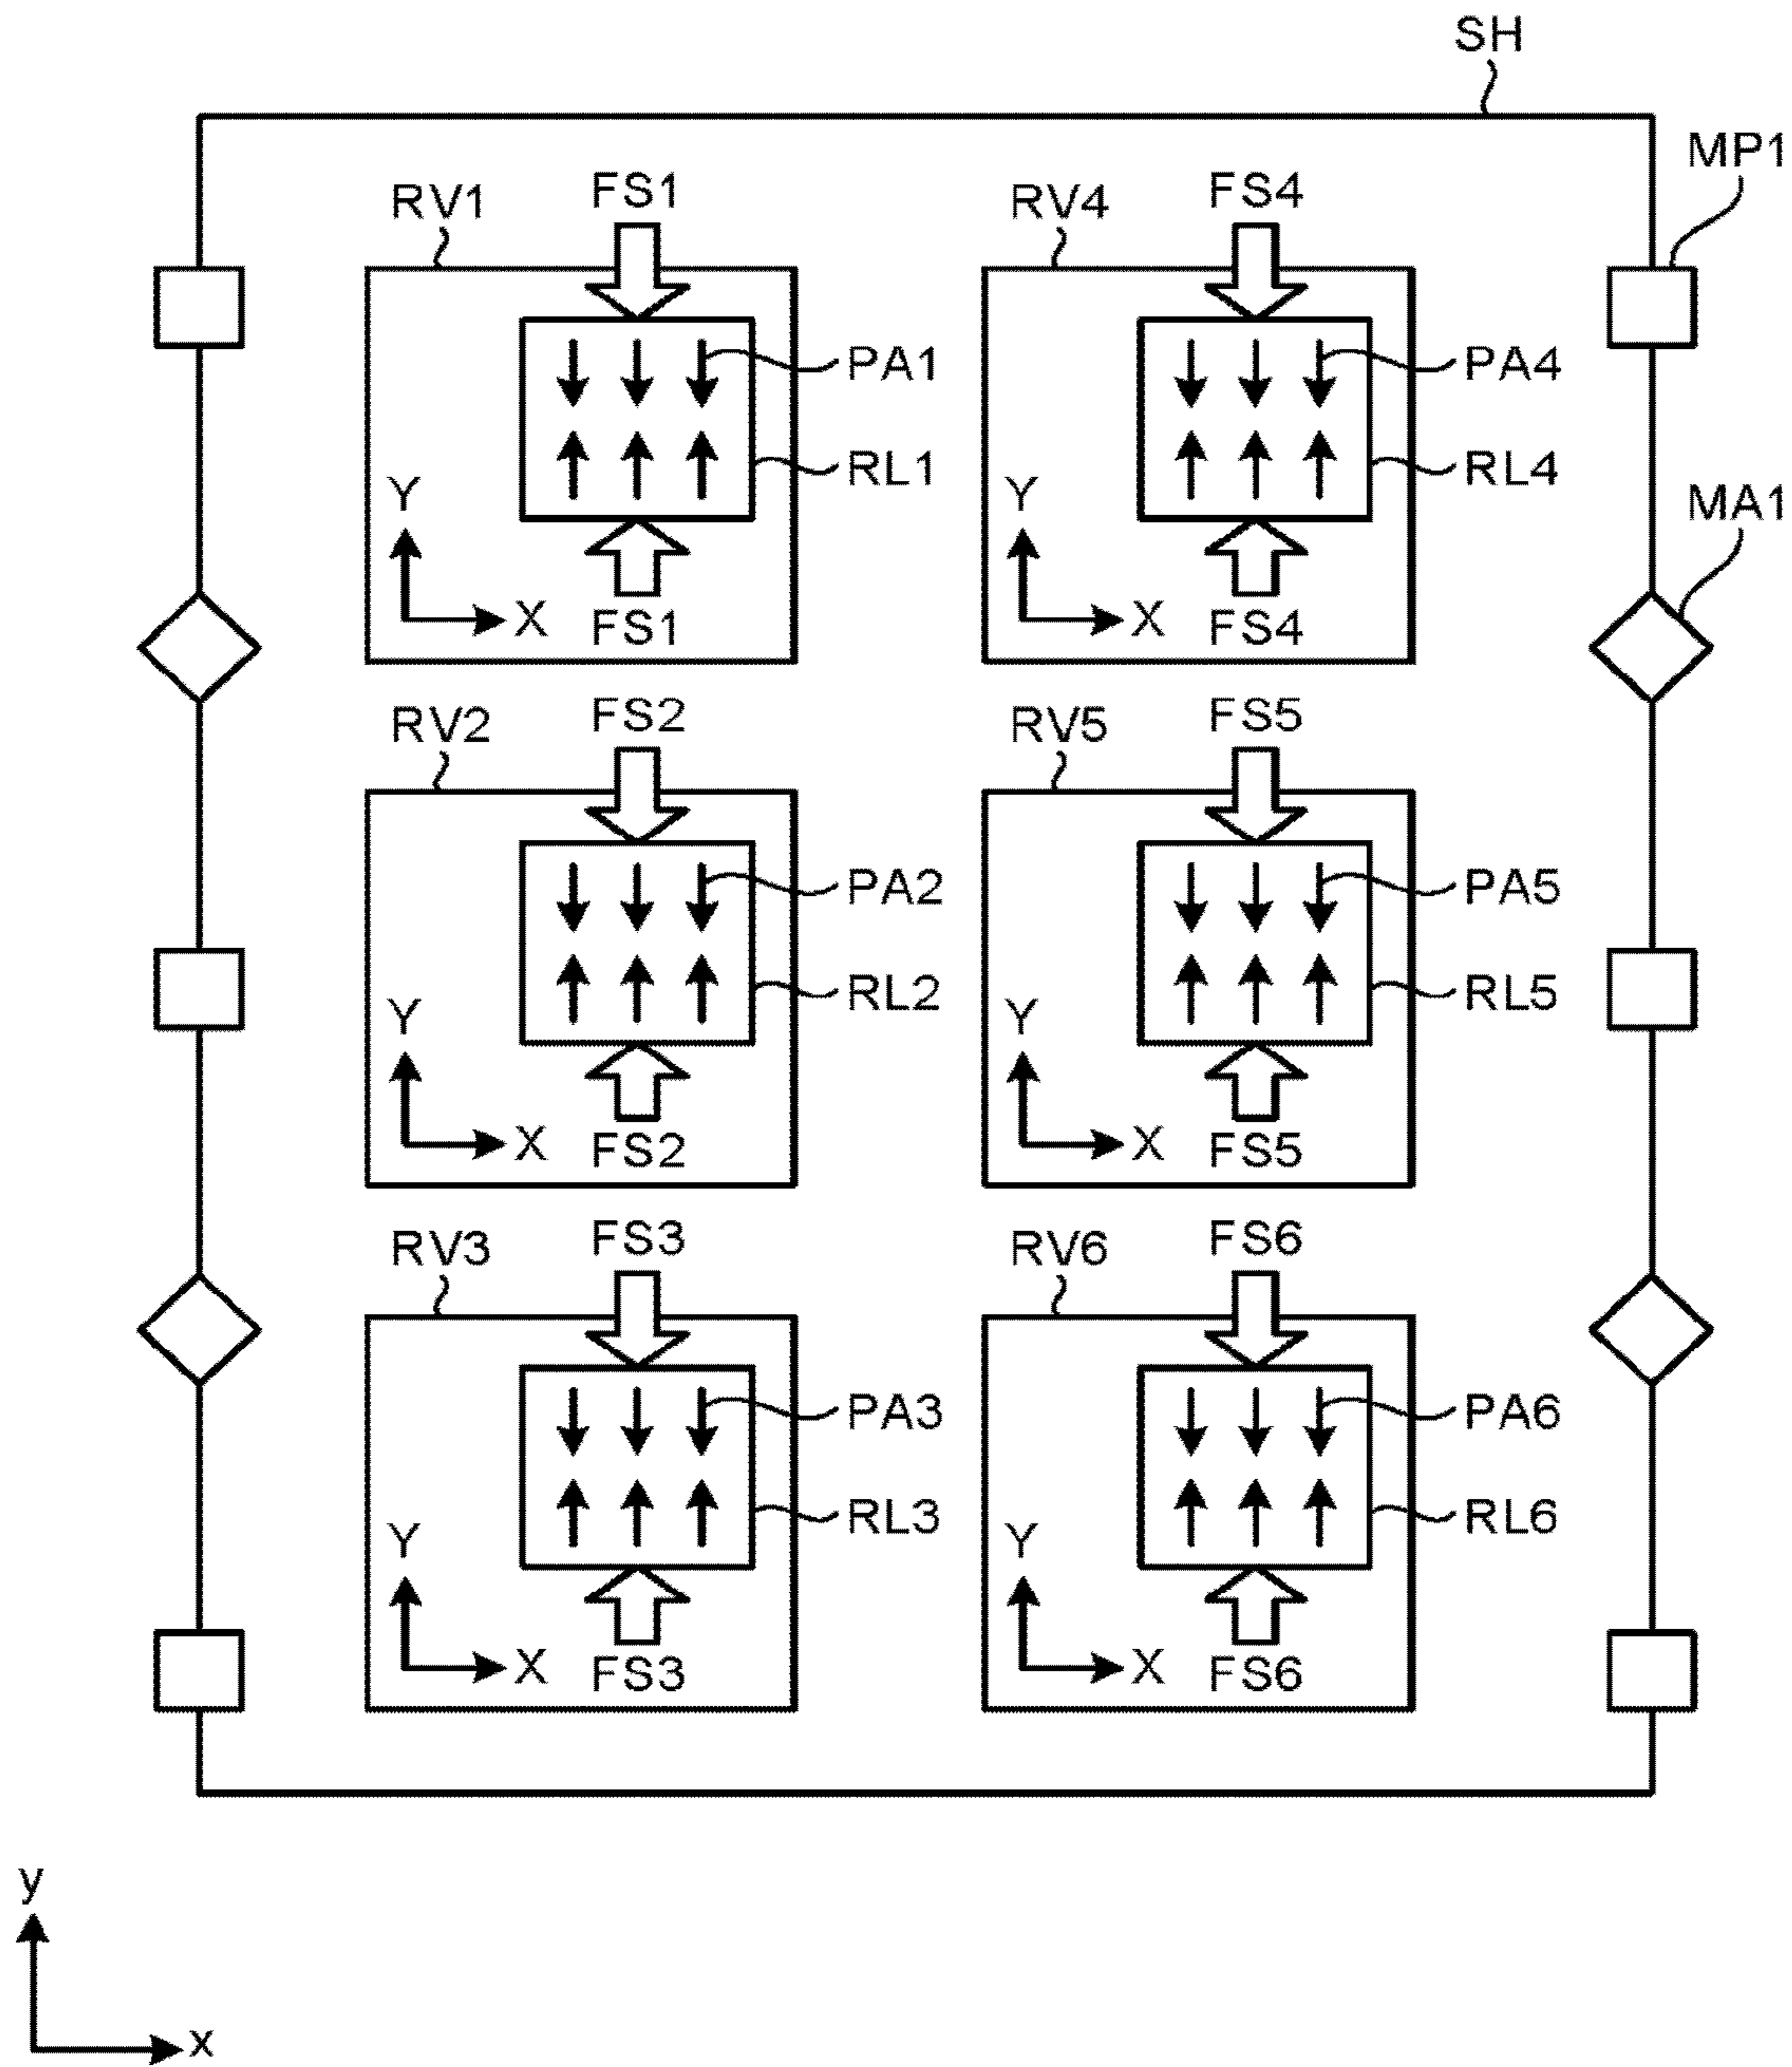 SH
MP1
RV1 FS1 RV4 FS4
PA1 PA4
RL1 RL4
Y Y
MA1
X FS1 X FS4
RV2 FS2 RV5 FS5
PA2 PA5
RL2 RL5
Y Y
X FS2 X FS5
RV3 FS3 RV6 FS6
PA3 PA6
RL3 RL6
Y Y
X FS3 X FS6
y
x